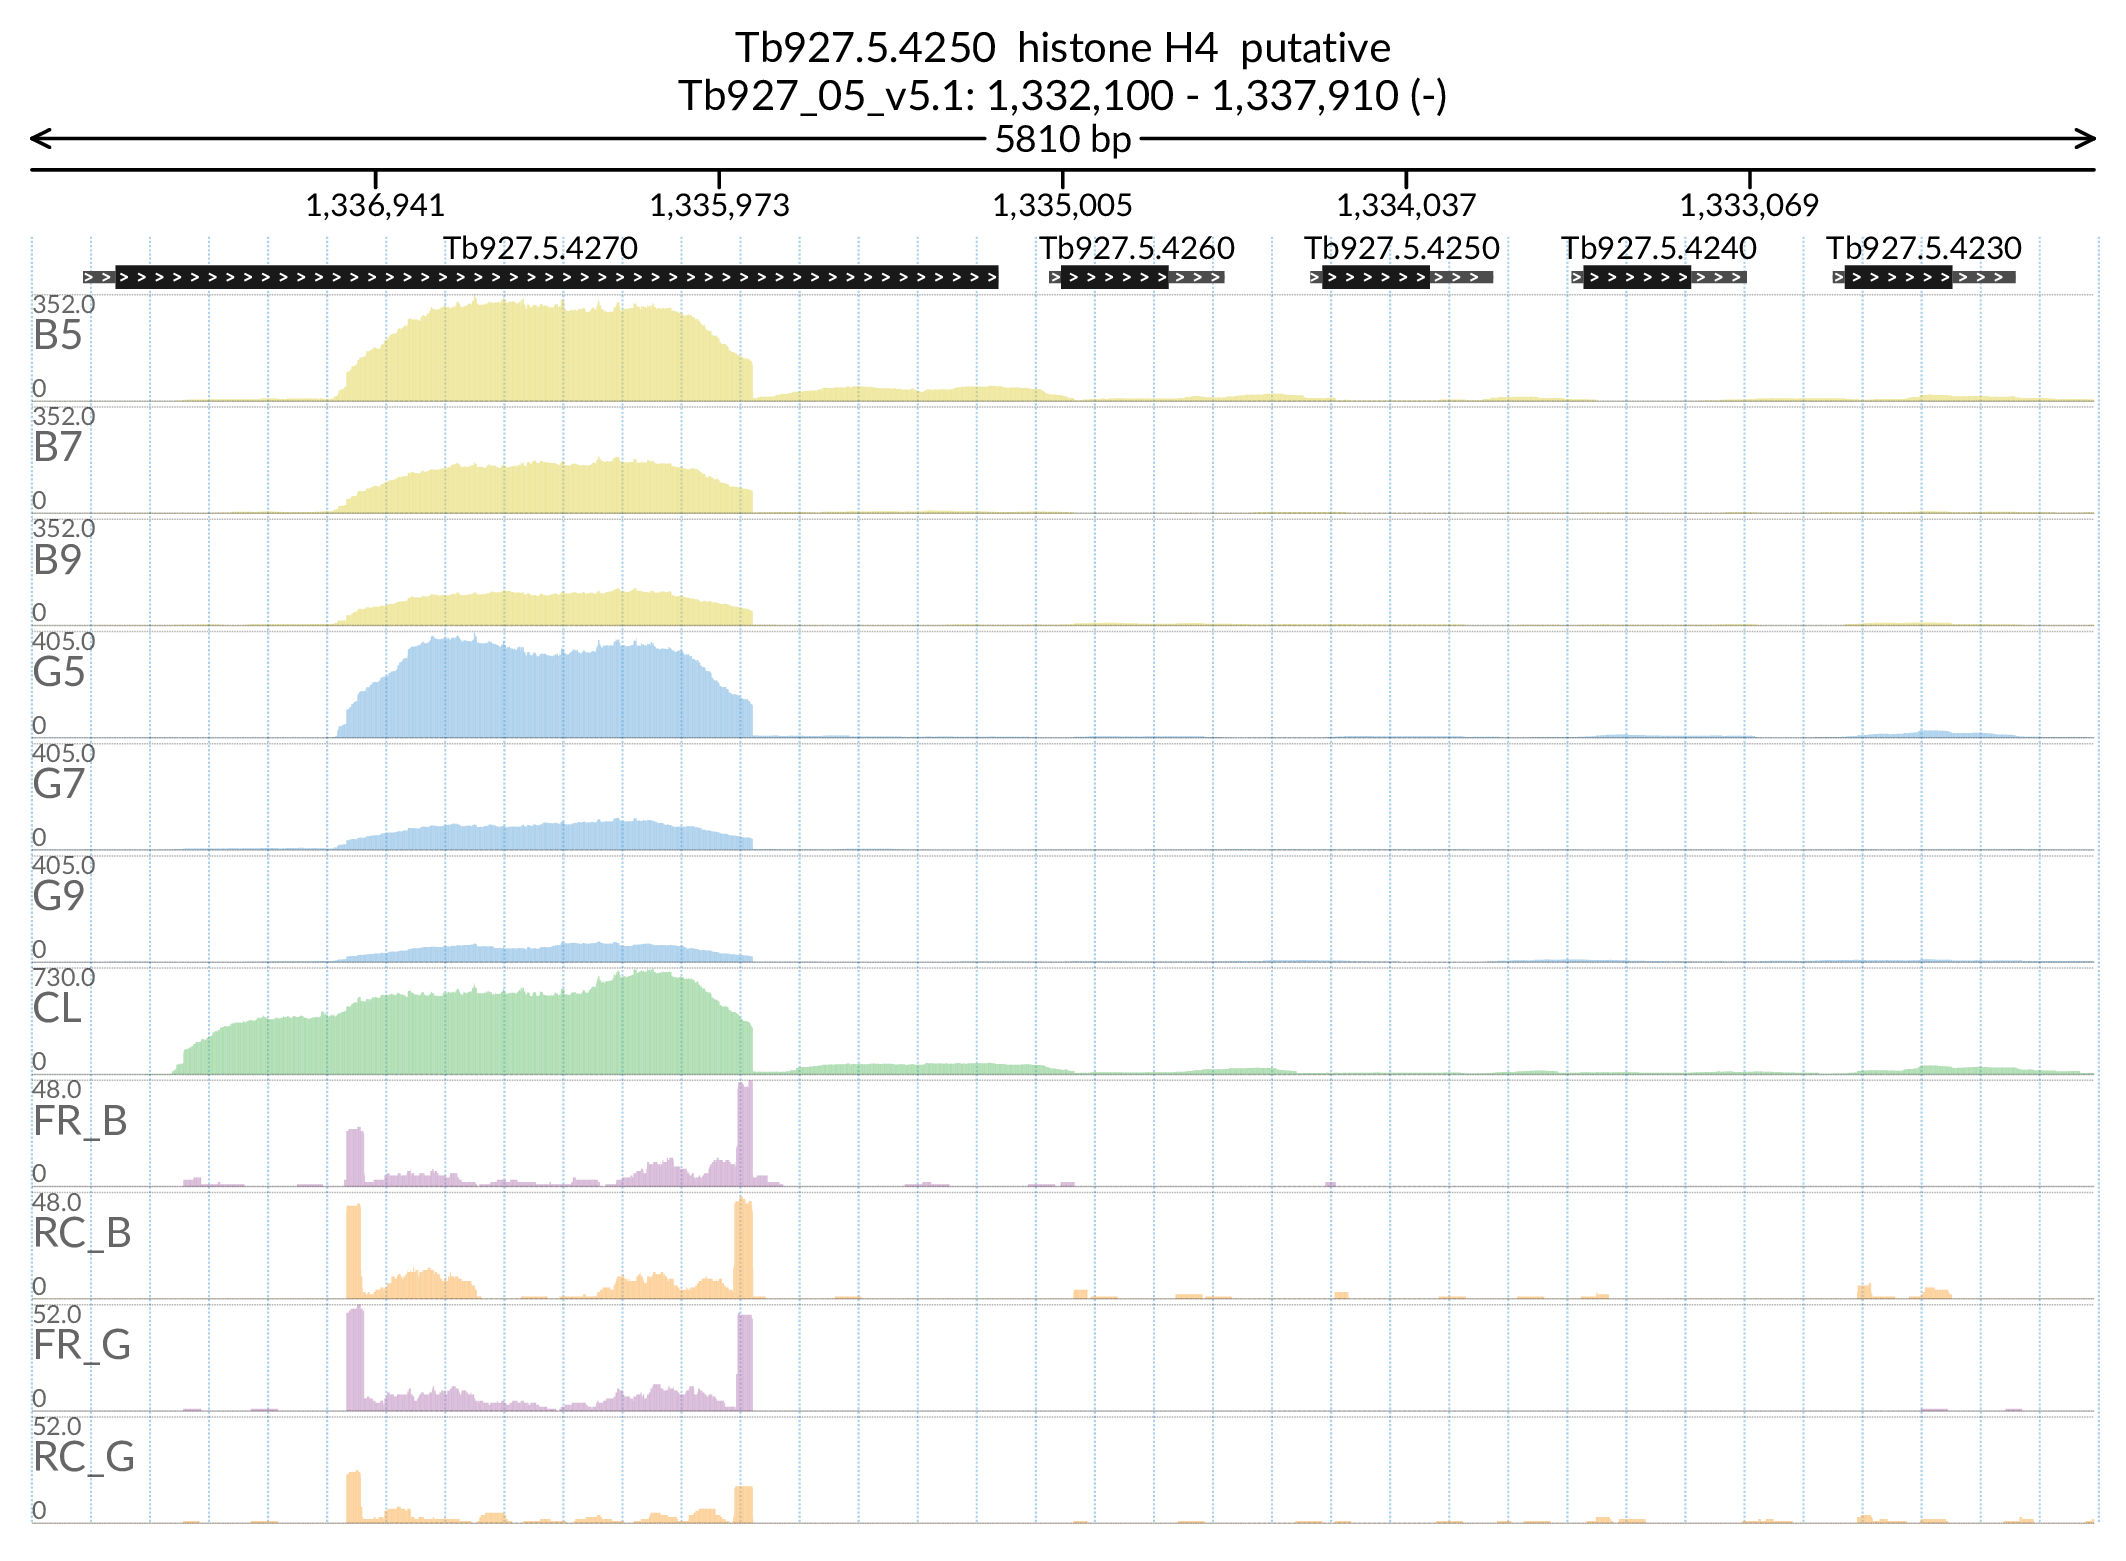 Tb927.5.4250 histone H4 putative
Tb927_05_v5.1: 1,332,100 - 1,337,910 (-)
5810 bp
1,336,941 1,335,973 1,335,005 1,334,037 1,333,069
Tb927.5.4270 Tb927.5.4260 Tb927.5.4250 Tb927.5.4240 Tb927.5.4230
352.0
B5
0
352.0
B7
0
352.0
B9
0
405.0
G5
0
405.0
G7
0
405.0
G9
0
730.0
CL
0
48.0
FR_B
0
48.0
RC_B
0
52.0
FR_G
0
52.0
RC_G
0